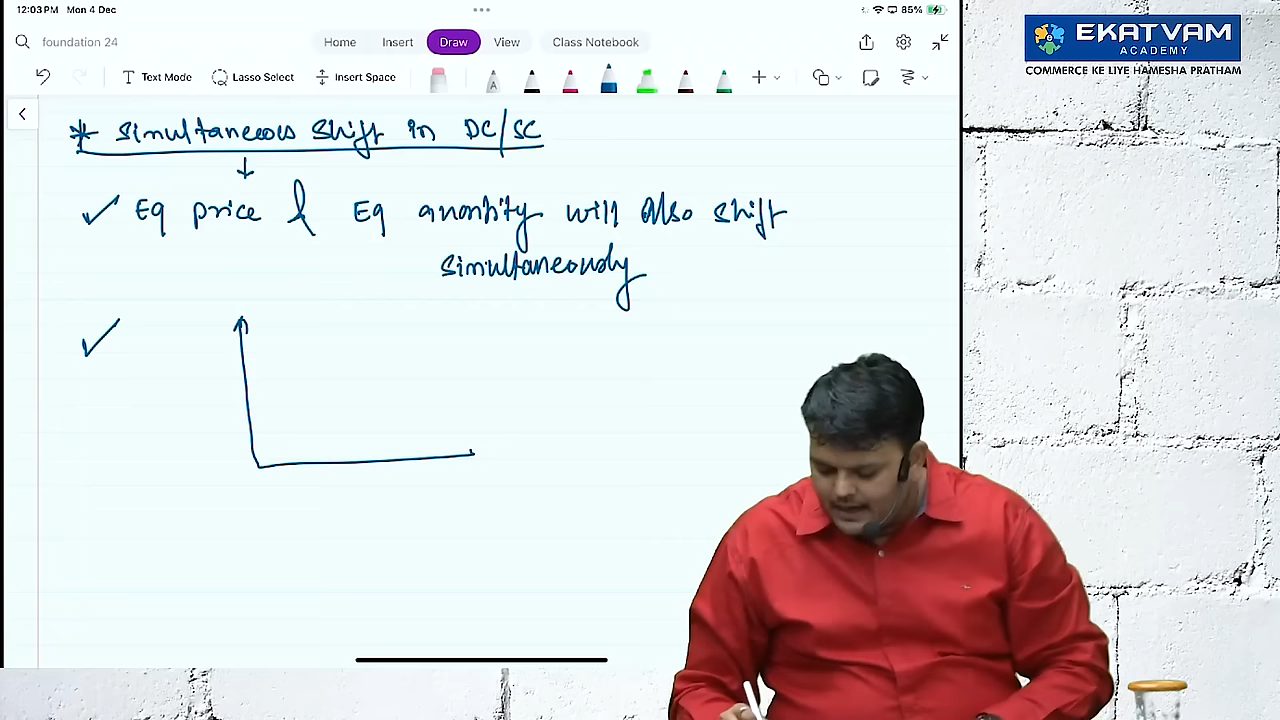 12:03 PM Mon 4 Dec
85%
EKATVAM
ACADEMY
COMMERCE KE LIYE HAMESHA PRATHAM
foundation 24
Home Insert Draw View Class Notebook
Text Mode Lasso Select Insert Space
* Simultaneous Shift in DC/SC
Eq price & Eq quantity will also shift
simultaneously